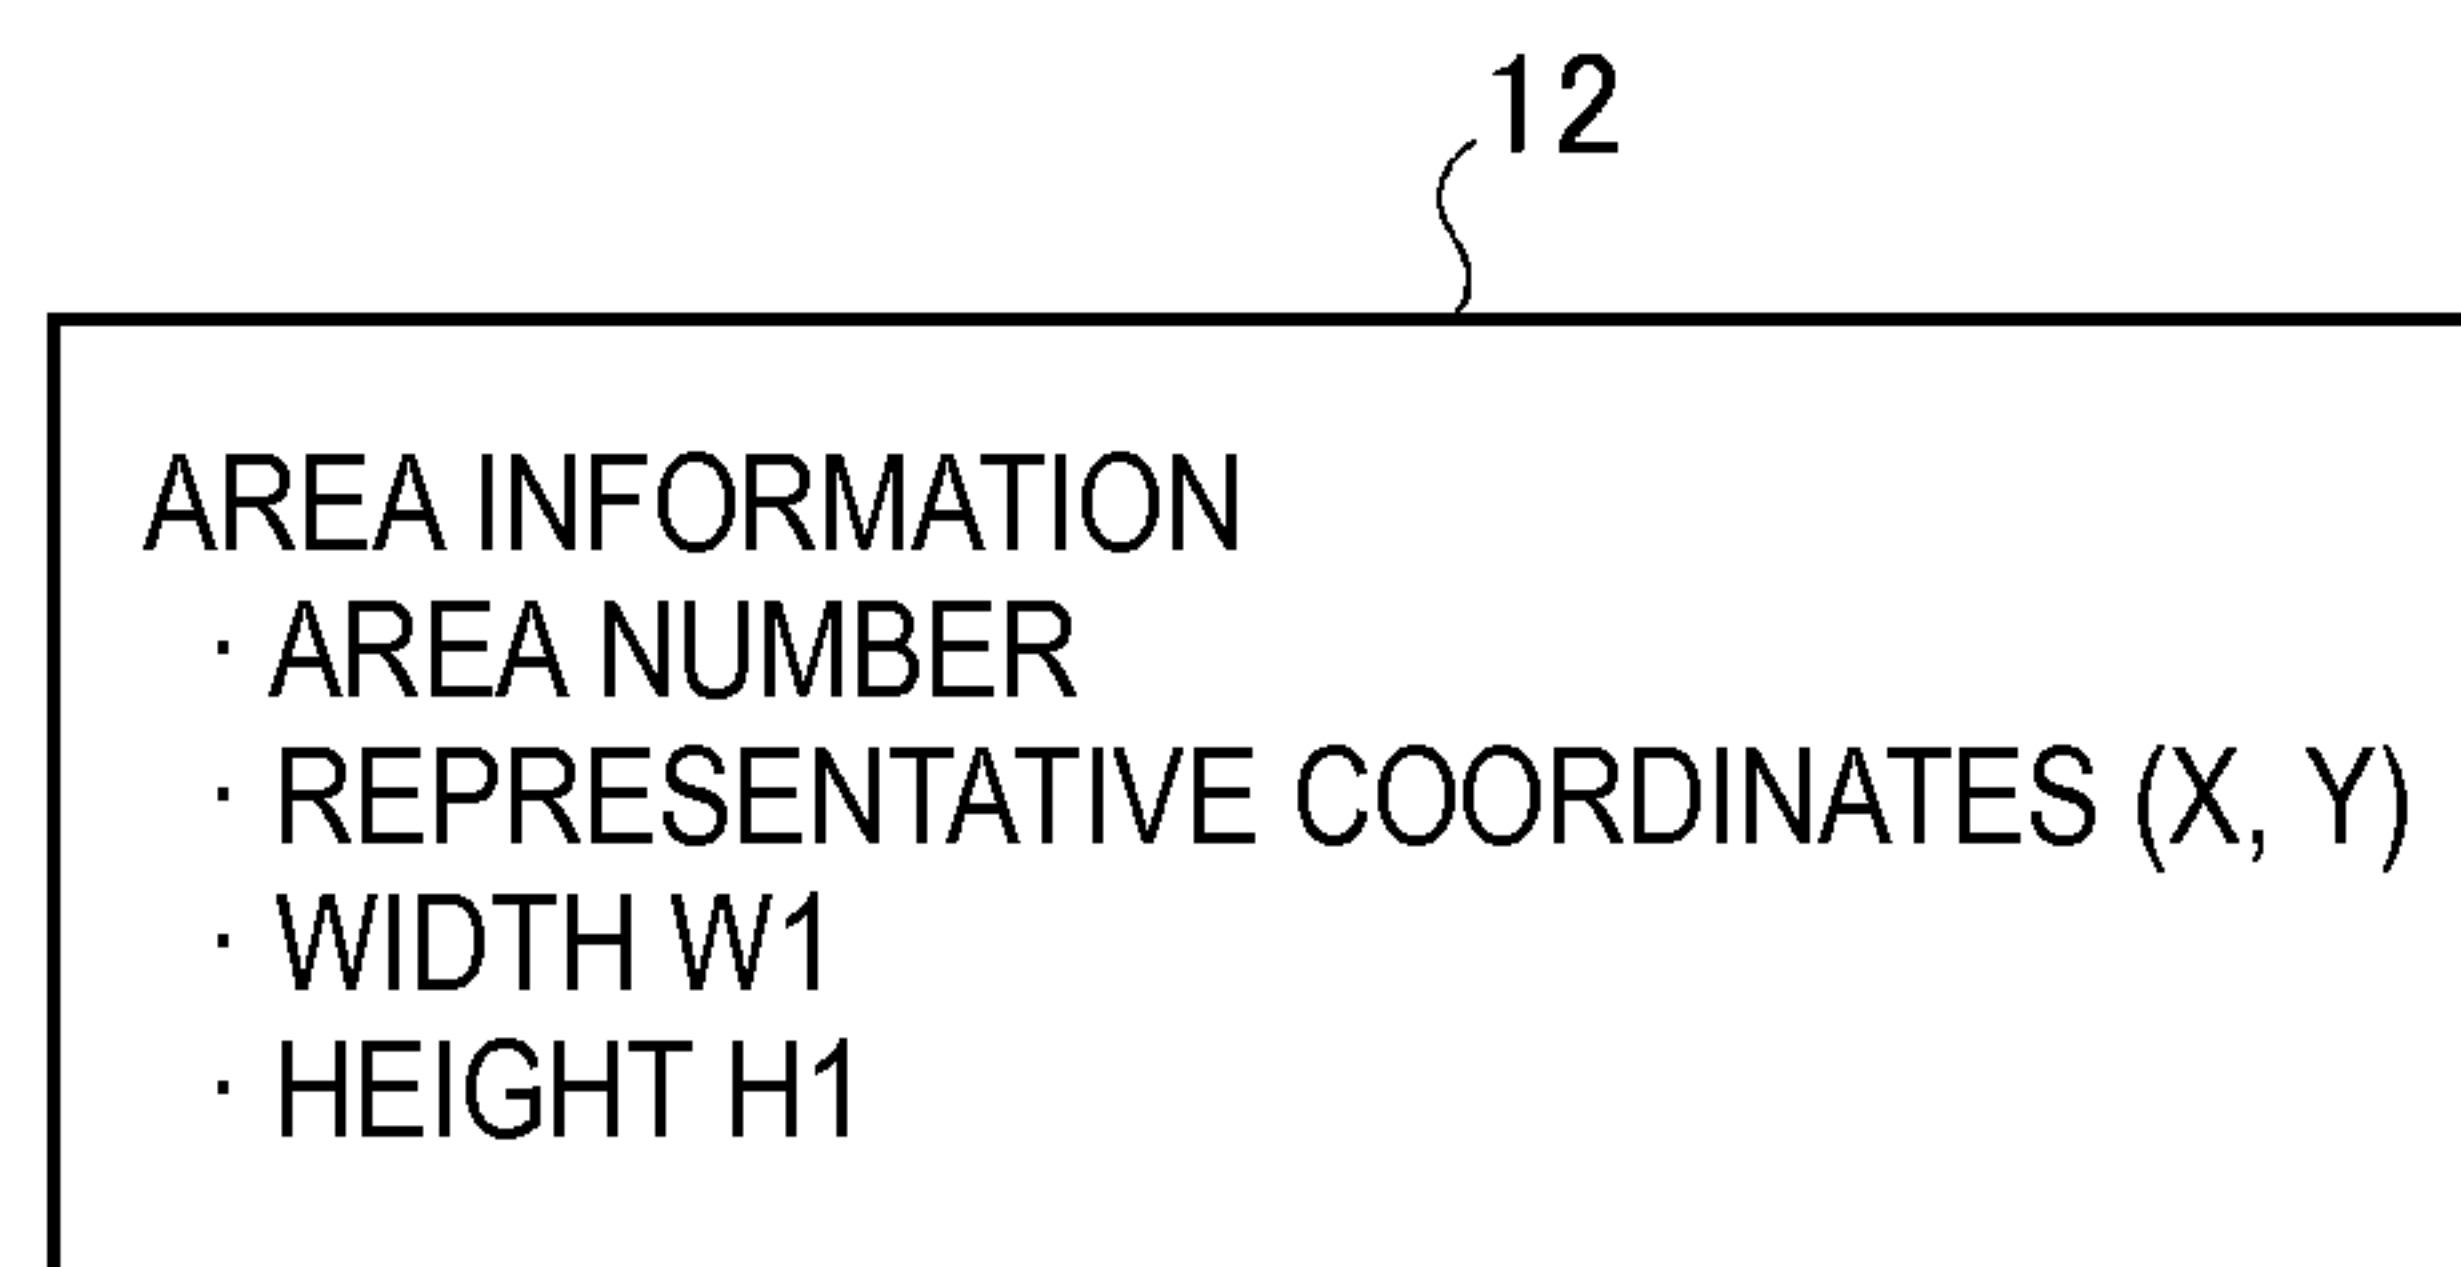 12
AREA INFORMATION
· AREA NUMBER
· REPRESENTATIVE COORDINATES (X, Y)
· WIDTH W1
· HEIGHT H1